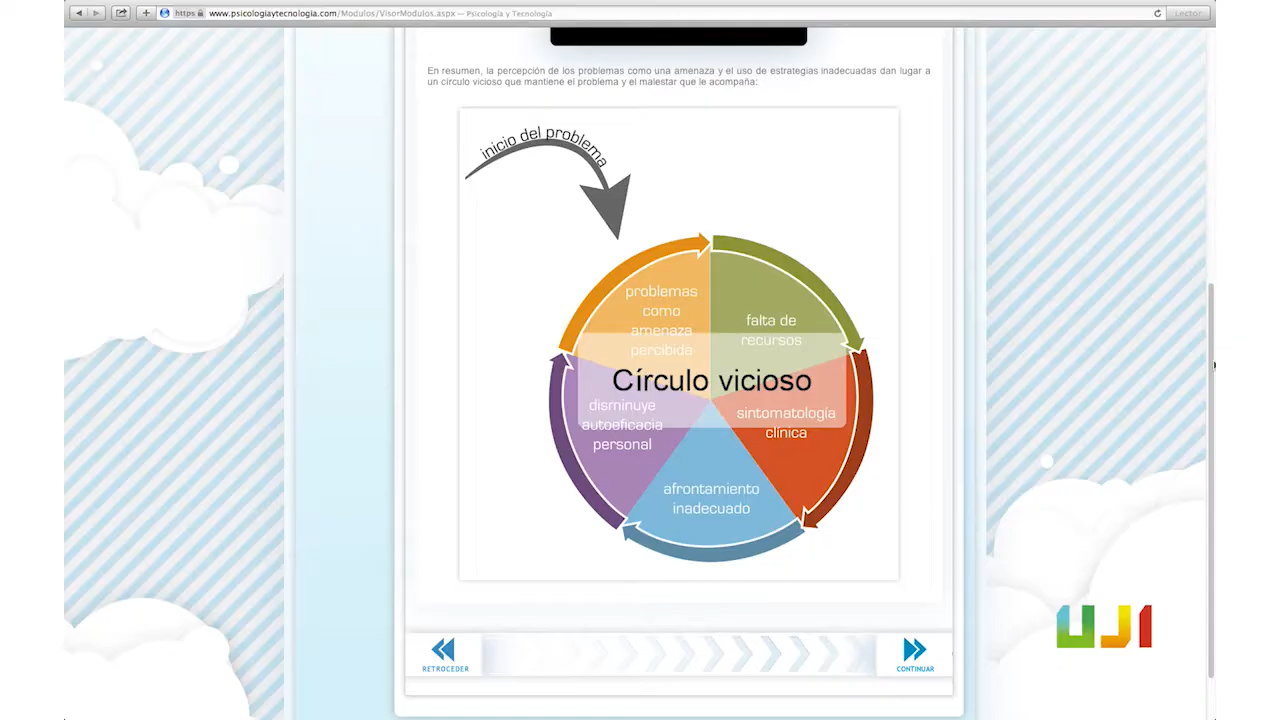 https www.psicologiaytecnologia.com/Modulos/VisorModulos.aspx — Psicología y Tecnología
Lector
En resumen, la percepción de los problemas como una amenaza y el uso de estrategias inadecuadas dan lugar a
un círculo vicioso que mantiene el problema y el malestar que le acompaña:
inicio del problema
problemas
como
amenaza
percibida
falta de
recursos
Círculo vicioso
disminuye
autoeficacia
personal
sintomatología
clínica
afrontamiento
inadecuado
UJI
RETROCEDER
CONTINUAR